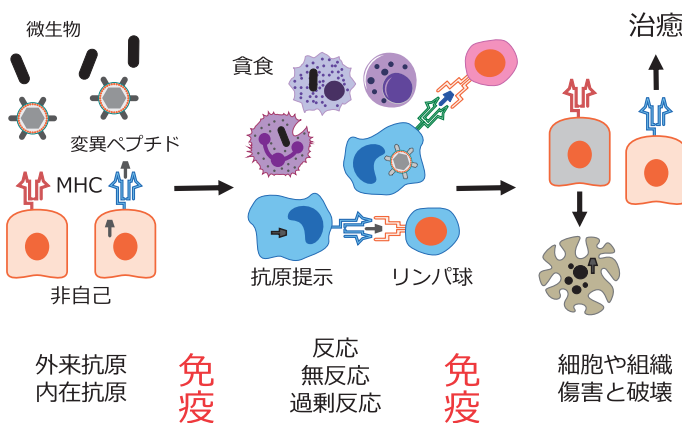 微生物
変異ペプチド
MHC
非自己
貪食
抗原提示
リンパ球
治癒
外来抗原
内在抗原
免疫
反応
無反応
過剰反応
免疫
細胞や組織
傷害と破壊